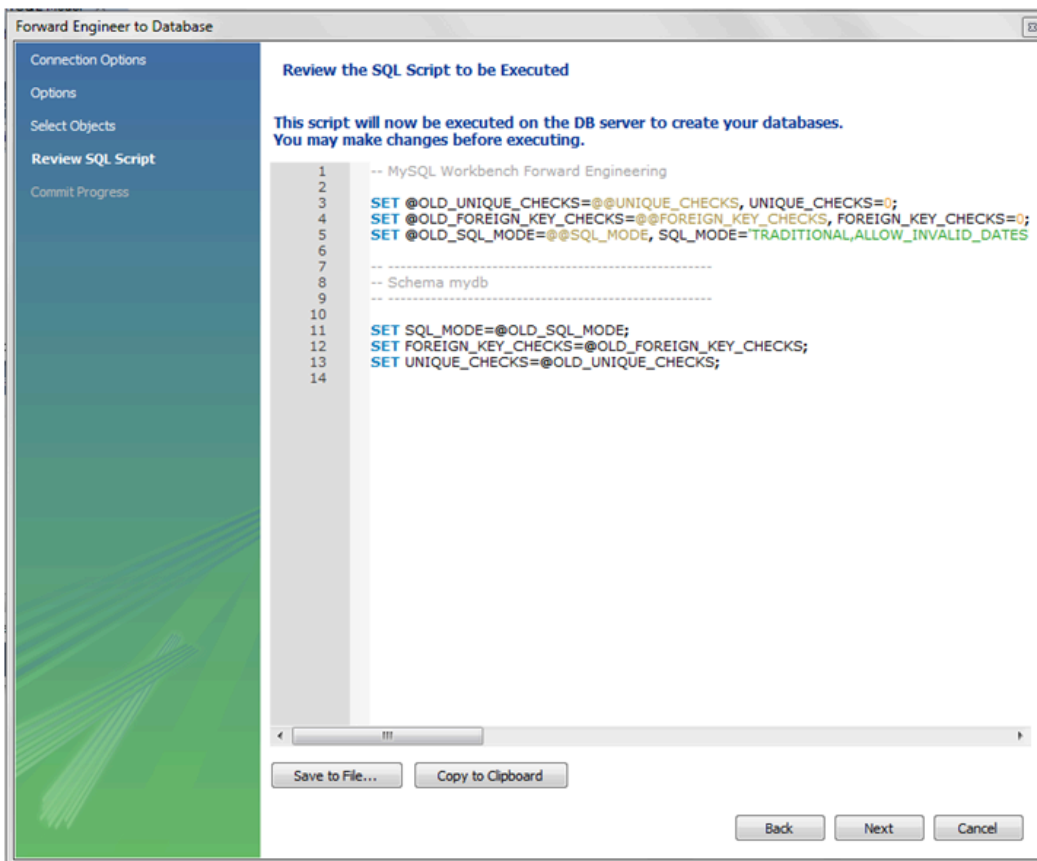 Forward Engineer to Database
Connection Options
Options
Select Objects
Review SQL Script
Commit Progress
Review the SQL Script to be Executed
This script will now be executed on the DB server to create your databases.
You may make changes before executing.
1 -- MySQL Workbench Forward Engineering
2
3 SET @OLD_UNIQUE_CHECKS=@@UNIQUE_CHECKS, UNIQUE_CHECKS=0;
4 SET @OLD_FOREIGN_KEY_CHECKS=@@FOREIGN_KEY_CHECKS, FOREIGN_KEY_CHECKS=0;
5 SET @OLD_SQL_MODE=@@SQL_MODE, SQL_MODE='TRADITIONAL,ALLOW_INVALID_DATES
6
7 -- -----------------------------------------------------
8 -- Schema mydb
9 -- -----------------------------------------------------
10
11 SET SQL_MODE=@OLD_SQL_MODE;
12 SET FOREIGN_KEY_CHECKS=@OLD_FOREIGN_KEY_CHECKS;
13 SET UNIQUE_CHECKS=@OLD_UNIQUE_CHECKS;
14
Save to File... Copy to Clipboard
Back Next Cancel